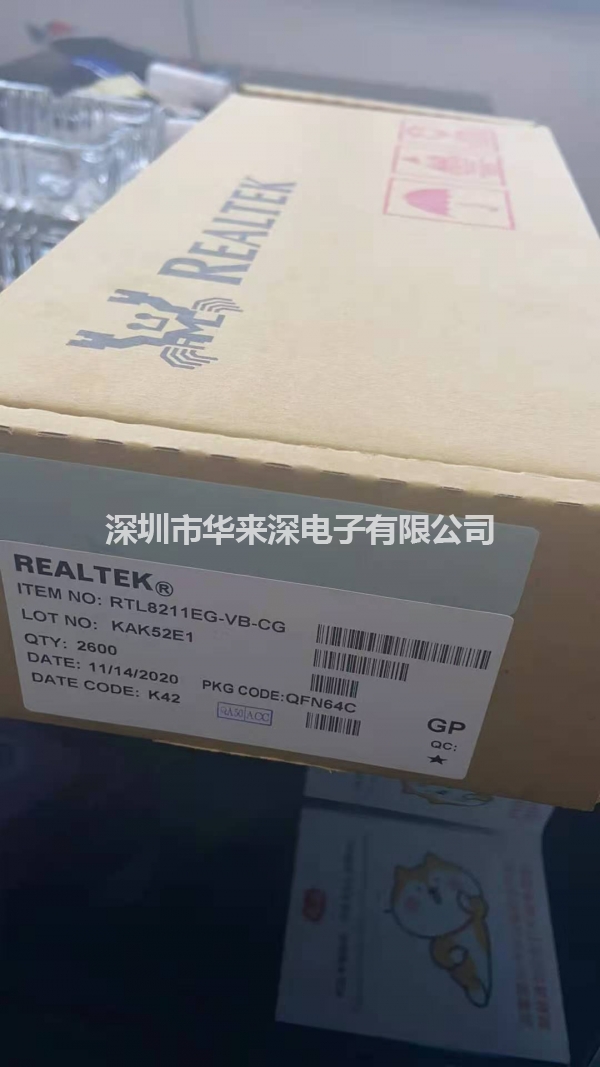 REALTEK
深圳市华来深电子有限公司
REALTEK®
ITEM NO: RTL8211EG-VB-CG
LOT NO: KAK52E1
QTY: 2600
DATE: 11/14/2020
PKG CODE: QFN64C
DATE CODE: K42
ACC
GP
QC: